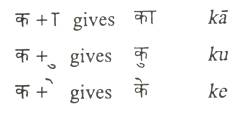 क + ा gives का kā
क + ु gives कु ku
क + े gives के ke